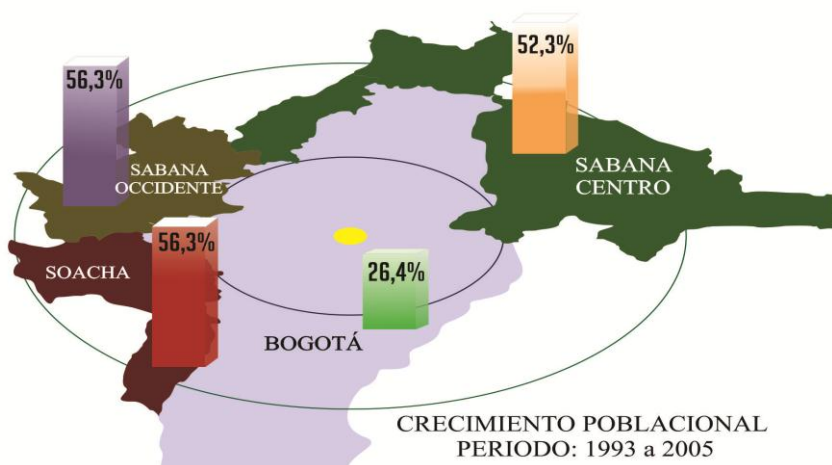 52,3%
56,3%
SABANA
OCCIDENTE
SABANA
CENTRO
56,3%
SOACHA
26,4%
BOGOTÁ
CRECIMIENTO POBLACIONAL
PERIODO: 1993 a 2005